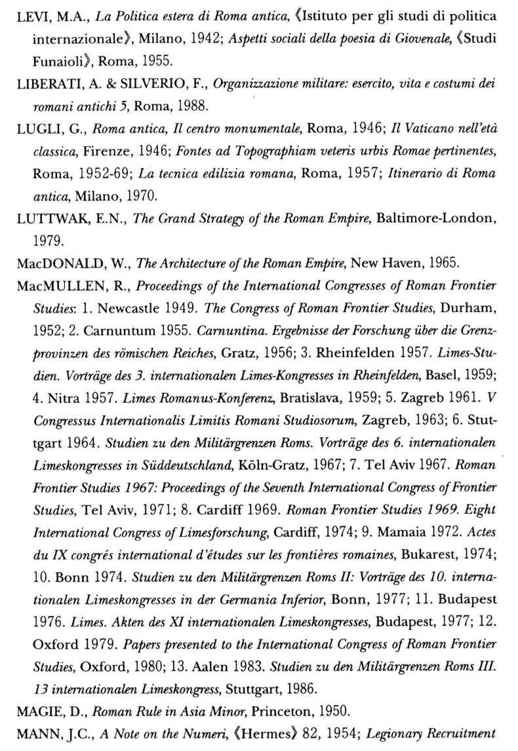 LEVI, M.A., La Politica estera di Roma antica, 《Istituto per gli studi di politica
internazionale》, Milano, 1942; Aspetti sociali della poesia di Giovenale, 《Studi
Funaioli》, Roma, 1955.
LIBERATI, A. & SILVERIO, F., Organizzazione militare: esercito, vita e costumi dei
romani antichi 5, Roma, 1988.
LUGLI, G., Roma antica, Il centro monumentale, Roma, 1946; Il Vaticano nell'età
classica, Firenze, 1946; Fontes ad Topographiam veteris urbis Romae pertinentes,
Roma, 1952-69; La tecnica edilizia romana, Roma, 1957; Itinerario di Roma
antica, Milano, 1970.
LUTTWAK, E.N., The Grand Strategy of the Roman Empire, Baltimore-London,
1979.
MacDONALD, W., The Architecture of the Roman Empire, New Haven, 1965.
MacMULLEN, R., Proceedings of the International Congresses of Roman Frontier
Studies: 1. Newcastle 1949. The Congress of Roman Frontier Studies, Durham,
1952; 2. Carnuntum 1955. Carnuntina. Ergebnisse der Forschung über die Grenz-
provinzen des römischen Reiches, Gratz, 1956; 3. Rheinfelden 1957. Limes-Stu-
dien. Vorträge des 3. internationalen Limes-Kongresses in Rheinfelden, Basel, 1959;
4. Nitra 1957. Limes Romanus-Konferenz, Bratislava, 1959; 5. Zagreb 1961. V
Congressus Internationalis Limitis Romani Studiosorum, Zagreb, 1963; 6. Stut-
tgart 1964. Studien zu den Militärgrenzen Roms. Vorträge des 6. internationalen
Limeskongresses in Süddeutschland, Köln-Gratz, 1967; 7. Tel Aviv 1967. Roman
Frontier Studies 1967: Proceedings of the Seventh International Congress of Frontier
Studies, Tel Aviv, 1971; 8. Cardiff 1969. Roman Frontier Studies 1969. Eight
International Congress of Limesforschung, Cardiff, 1974; 9. Mamaia 1972. Actes
du IX congrés international d'études sur les frontières romaines, Bukarest, 1974;
10. Bonn 1974. Studien zu den Militärgrenzen Roms II: Vorträge des 10. interna-
tionalen Limeskongresses in der Germania Inferior, Bonn, 1977; 11. Budapest
1976. Limes. Akten des XI internationalen Limeskongresses, Budapest, 1977; 12.
Oxford 1979. Papers presented to the International Congress of Roman Frontier
Studies, Oxford, 1980; 13. Aalen 1983. Studien zu den Militärgrenzen Roms III.
13 internationalen Limeskongress, Stuttgart, 1986.
MAGIE, D., Roman Rule in Asia Minor, Princeton, 1950.
MANN, J.C., A Note on the Numeri, 《Hermes》 82, 1954; Legionary Recruitment